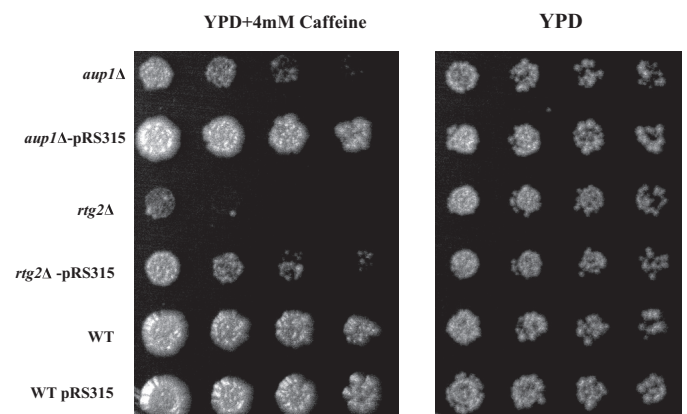 YPD+4mM Caffeine
YPD
aup1Δ
aup1Δ-pRS315
rtg2Δ
rtg2Δ -pRS315
WT
WT pRS315